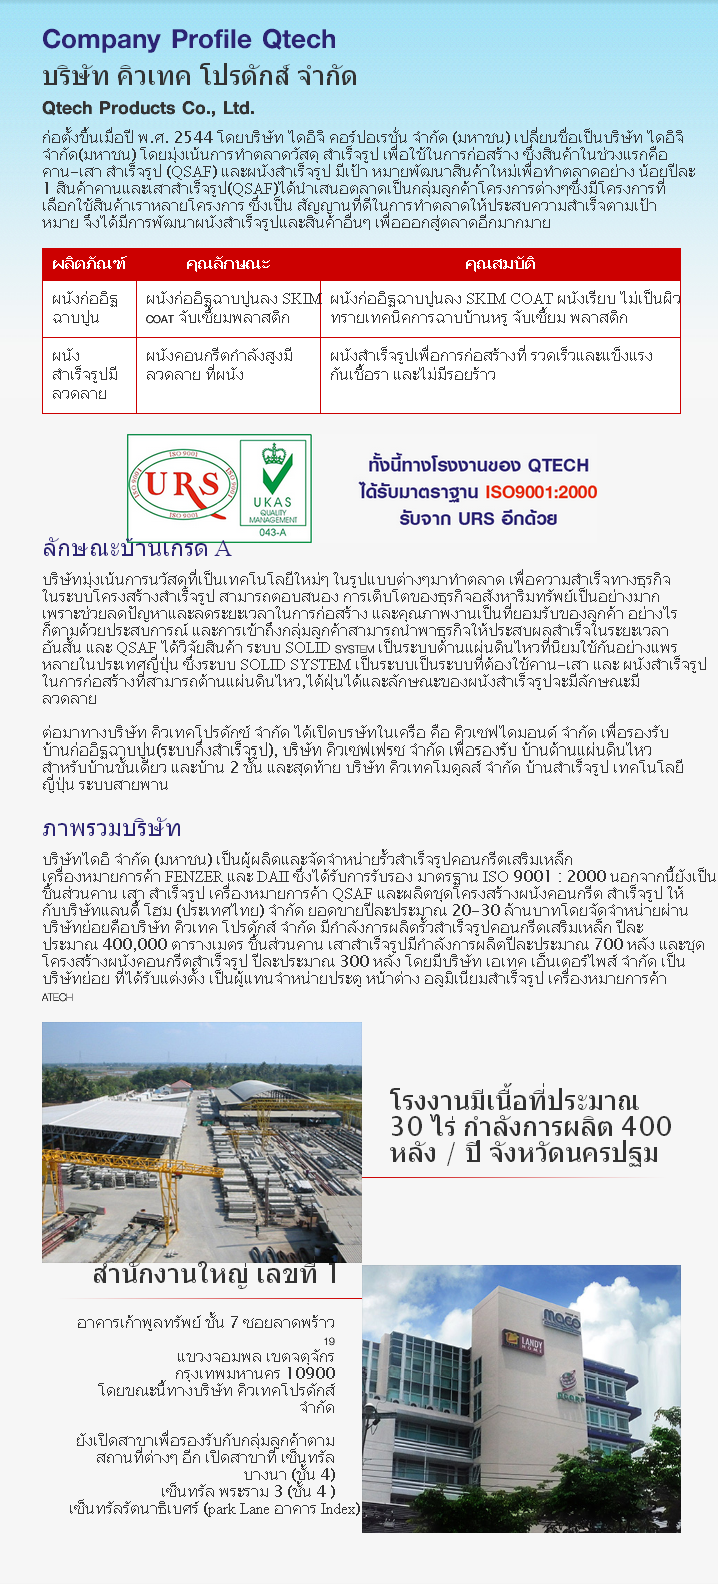 Company Profile Qtech
บริษัท คิวเทค โปรดักส์ จำกัด
Qtech Products Co., Ltd.
ก่อตั้งขึ้นเมื่อปี พ.ศ. 2544 โดยบริษัท ไดอิจิ คอร์ปอเรชั่น จำกัด (มหาชน) เปลี่ยนชื่อเป็นบริษัท ไดอิจิ
จำกัด(มหาชน) โดยมุ่งเน้นการทำตลาดวัสดุ สำเร็จรูป เพื่อใช้ในการก่อสร้าง ซึ่งสินค้าในช่วงแรกคือ
คาน-เสา สำเร็จรูป (QSAF) และผนังสำเร็จรูป มีเป้า หมายพัฒนาสินค้าใหม่เพื่อทำตลาดอย่าง น้อยปีละ
1 สินค้าคานและเสาสำเร็จรูป(QSAF)ได้นำเสนอตลาดเป็นกลุ่มลูกค้าโครงการต่างๆซึ่งมีโครงการที่
เลือกใช้สินค้าเราหลายโครงการ ซึ่งเป็น สัญญานที่ดีในการทำตลาดให้ประสบความสำเร็จตามเป้า
หมาย จึงได้มีการพัฒนาผนังสำเร็จรูปและสินค้าอื่นๆ เพื่อออกสู่ตลาดอีกมากมาย
ผลิตภัณฑ์ คุณลักษณะ คุณสมบัติ
ผนังก่ออิฐ ผนังก่ออิฐฉาบปูนลง SKIM ผนังก่ออิฐฉาบปูนลง SKIM COAT ผนังเรียบ ไม่เป็นผิว
ฉาบปูน COAT จับเซี้ยมพลาสติก ทรายเทคนิคการฉาบบ้านหรู จับเซี้ยม พลาสติก
ผนัง ผนังคอนกรีตกำลังสูงมี ผนังสำเร็จรูปเพื่อการก่อสร้างที่ รวดเร็วและแข็งแรง
สำเร็จรูปมี ลวดลาย ที่ผนัง กันเชื้อรา และไม่มีรอยร้าว
ลวดลาย
ISO 9001
ISO 9001 URS ISO 9001
ISO 9001
UKAS
QUALITY
MANAGEMENT
043-A
ทั้งนี้ทางโรงงานของ QTECH
ได้รับมาตราฐาน ISO9001:2000
รับจาก URS อีกด้วย
ลักษณะบ้านเกรด A
บริษัทมุ่งเน้นการนวัสดุที่เป็นเทคโนโลยีใหม่ๆ ในรูปแบบต่างๆมาทำตลาด เพื่อความสำเร็จทางธุรกิจ
ในระบบโครงสร้างสำเร็จรูป สามารถตอบสนอง การเติบโตของธุรกิจอสังหาริมทรัพย์เป็นอย่างมาก
เพราะช่วยลดปัญหาและลดระยะเวลาในการก่อสร้าง และคุณภาพงานเป็นที่ยอมรับของลูกค้า อย่างไร
ก็ตามด้วยประสบการณ์ และการเข้าถึงกลุ่มลูกค้าสามารถนำพาธุรกิจให้ประสบผลสำเร็จในระยะเวลา
อันสั้น และ QSAF ได้วิจัยสินค้า ระบบ SOLID SYSTEM เป็นระบบต้านแผ่นดินไหวที่นิยมใช้กันอย่างแพร
หลายในประเทศญี่ปุ่น ซึ่งระบบ SOLID SYSTEM เป็นระบบเป็นระบบที่ต้องใช้คาน-เสา และ ผนังสำเร็จรูป
ในการก่อสร้างที่สามารถต้านแผ่นดินไหว,ใต้ฝุ่นได้และลักษณะของผนังสำเร็จรูปจะมีลักษณะมี
ลวดลาย
ต่อมาทางบริษัท คิวเทคโปรดักซ์ จำกัด ได้เปิดบรษัทในเครือ คือ คิวเซฟไดมอนด์ จำกัด เพื่อรองรับ
บ้านก่ออิฐฉาบปูน(ระบบกึ่งสำเร็จรูป), บริษัท คิวเซฟเฟรช จำกัด เพื่อรองรับ บ้านต้านแผ่นดินไหว
สำหรับบ้านชั้นเดียว และบ้าน 2 ชั้น และสุดท้าย บริษัท คิวเทคโมดูลส์ จำกัด บ้านสำเร็จรูป เทคโนโลยี
ญี่ปุ่น ระบบสายพาน
ภาพรวมบริษัท
บริษัทไดอิ จำกัด (มหาชน) เป็นผู้ผลิตและจัดจำหน่ายรั้วสำเร็จรูปคอนกรีตเสริมเหล็ก
เครื่องหมายการค้า FENZER และ DAII ซึ่งได้รับการรับรอง มาตรฐาน ISO 9001 : 2000 นอกจากนี้ยังเป็น
ชิ้นส่วนคาน เสา สำเร็จรูป เครื่องหมายการค้า QSAF และผลิตชุดโครงสร้างผนังคอนกรีต สำเร็จรูป ให้
กับบริษัทแลนดี้ โฮม (ประเทศไทย) จำกัด ยอดขายปีละประมาณ 20-30 ล้านบาทโดยจัดจำหน่ายผ่าน
บริษัทย่อยคือบริษัท คิวเทค โปรดักส์ จำกัด มีกำลังการผลิตรั้วสำเร็จรูปคอนกรีตเสริมเหล็ก ปีละ
ประมาณ 400,000 ตารางเมตร ชิ้นส่วนคาน เสาสำเร็จรูปมีกำลังการผลิตปีละประมาณ 700 หลัง และชุด
โครงสร้างผนังคอนกรีตสำเร็จรูป ปีละประมาณ 300 หลัง โดยมีบริษัท เอเทค เอ็นเตอร์ไพส์ จำกัด เป็น
บริษัทย่อย ที่ได้รับแต่งตั้ง เป็นผู้แทนจำหน่ายประตู หน้าต่าง อลูมิเนียมสำเร็จรูป เครื่องหมายการค้า
ATECH
โรงงานมีเนื้อที่ประมาณ
30 ไร่ กำลังการผลิต 400
หลัง / ปี จังหวัดนครปฐม
สำนักงานใหญ่ เลขที่ 1
อาคารเก้าพูลทรัพย์ ชั้น 7 ซอยลาดพร้าว
19
แขวงจอมพล เขตจตุจักร
กรุงเทพมหานคร 10900
โดยขณะนี้ทางบริษัท คิวเทคโปรดักส์
จำกัด
ยังเปิดสาขาเพื่อรองรับกับกลุ่มลูกค้าตาม
สถานที่ต่างๆ อีก เปิดสาขาที่ เซ็นทรัล
บางนา (ชั้น 4)
เซ็นทรัล พระราม 3 (ชั้น 4 )
เซ็นทรัลรัตนาธิเบศร์ (park Lane อาคาร Index)
maco
LANDY
HOME